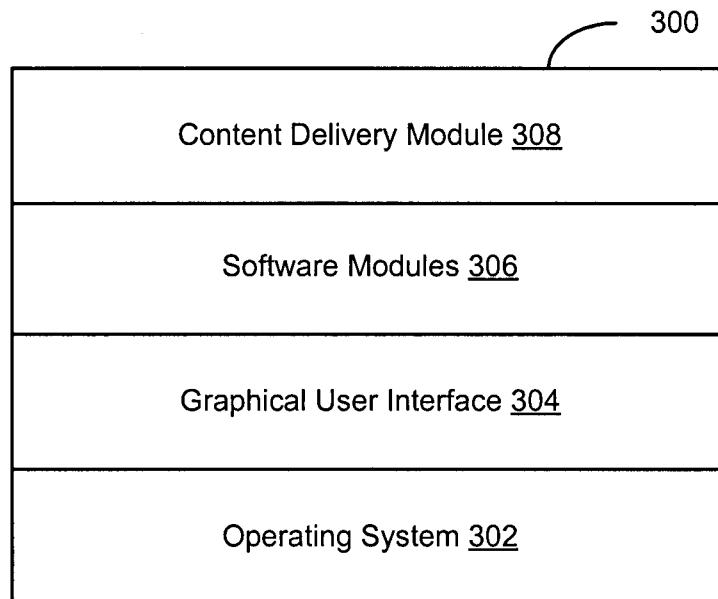 300
Content Delivery Module 308
Software Modules 306
Graphical User Interface 304
Operating System 302